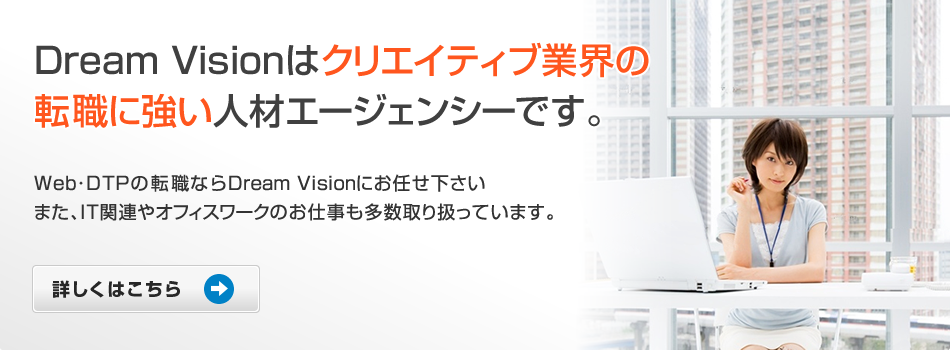 Dream Visionはクリエイティブ業界の
転職に強い人材エージェンシーです。
Web・DTPの転職ならDream Visionにお任せ下さい
また、IT関連やオフィスワークのお仕事も多数取り扱っています。
詳しくはこちら